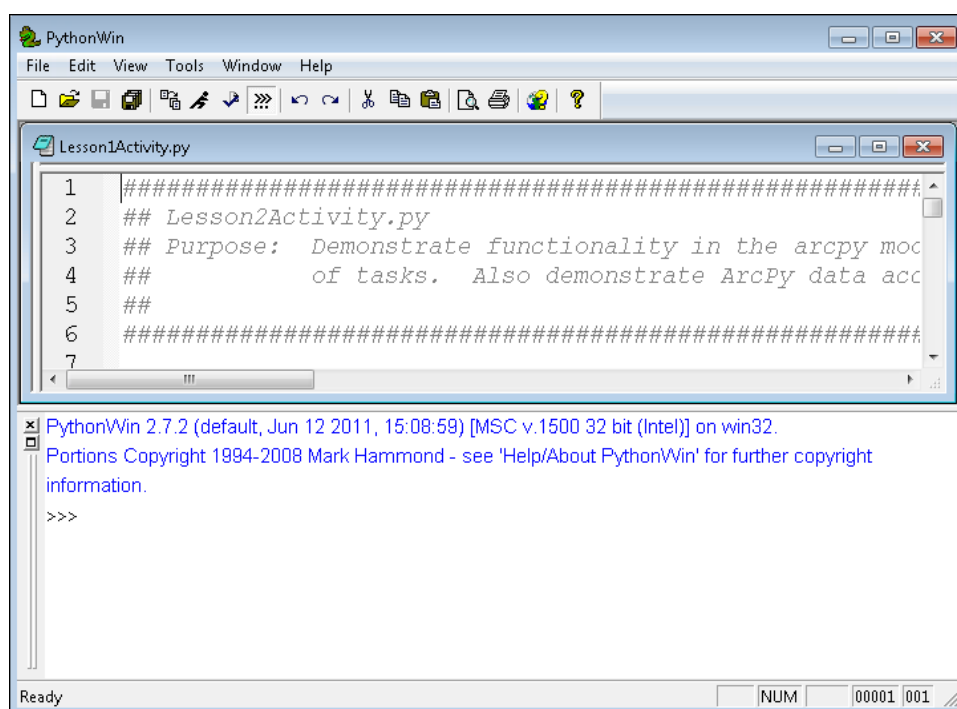 PythonWin
File Edit View Tools Window Help
Lesson1Activity.py
1 #######################################################
2 ## Lesson2Activity.py
3 ## Purpose:  Demonstrate functionality in the arcpy moc
4 ##           of tasks.  Also demonstrate ArcPy data acc
5 ##
6 #######################################################
7
PythonWin 2.7.2 (default, Jun 12 2011, 15:08:59) [MSC v.1500 32 bit (Intel)] on win32.
Portions Copyright 1994-2008 Mark Hammond - see 'Help/About PythonWin' for further copyright
information.
>>>
Ready NUM 00001 001